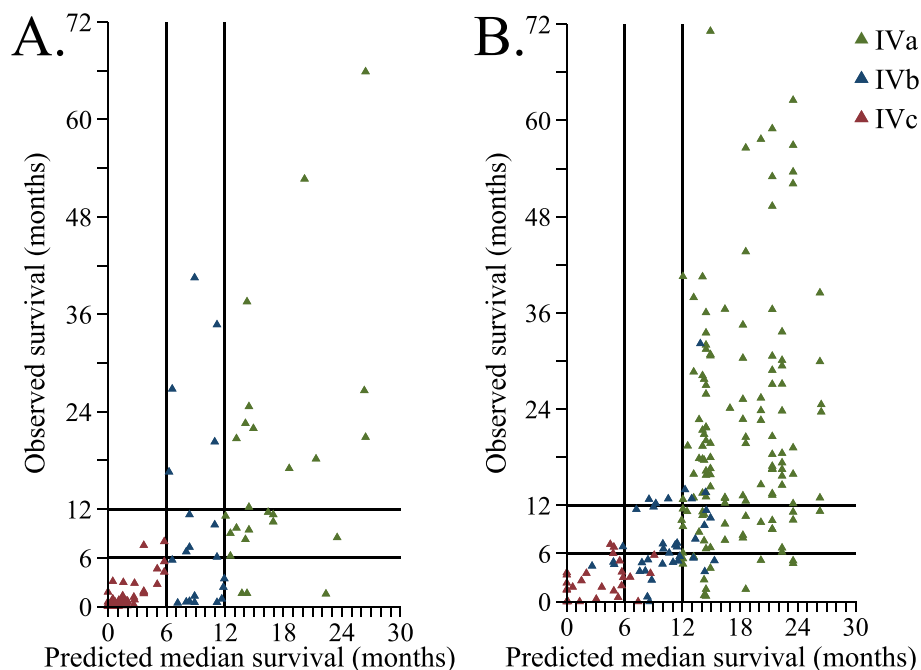 A.
72
60
48
36
24
12
6
0
0 6 12 18 24 30
Observed survival (months)
Predicted median survival (months)
B.
72
60
48
36
24
12
6
0
0 6 12 18 24 30
Observed survival (months)
Predicted median survival (months)
IVa
IVb
IVc